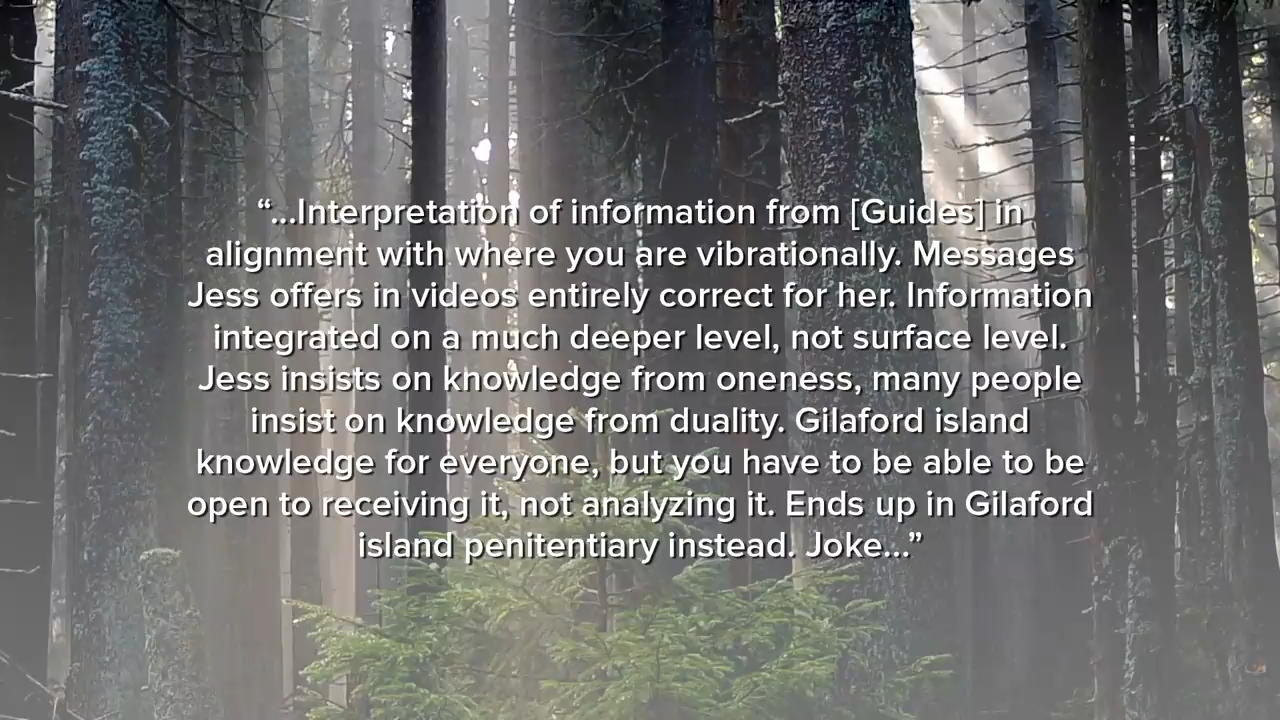 “...Interpretation of information from [Guides] in
alignment with where you are vibrationally. Messages
Jess offers in videos entirely correct for her. Information
integrated on a much deeper level, not surface level.
Jess insists on knowledge from oneness, many people
insist on knowledge from duality. Gilaford island
knowledge for everyone, but you have to be able to be
open to receiving it, not analyzing it. Ends up in Gilaford
island penitentiary instead. Joke...”